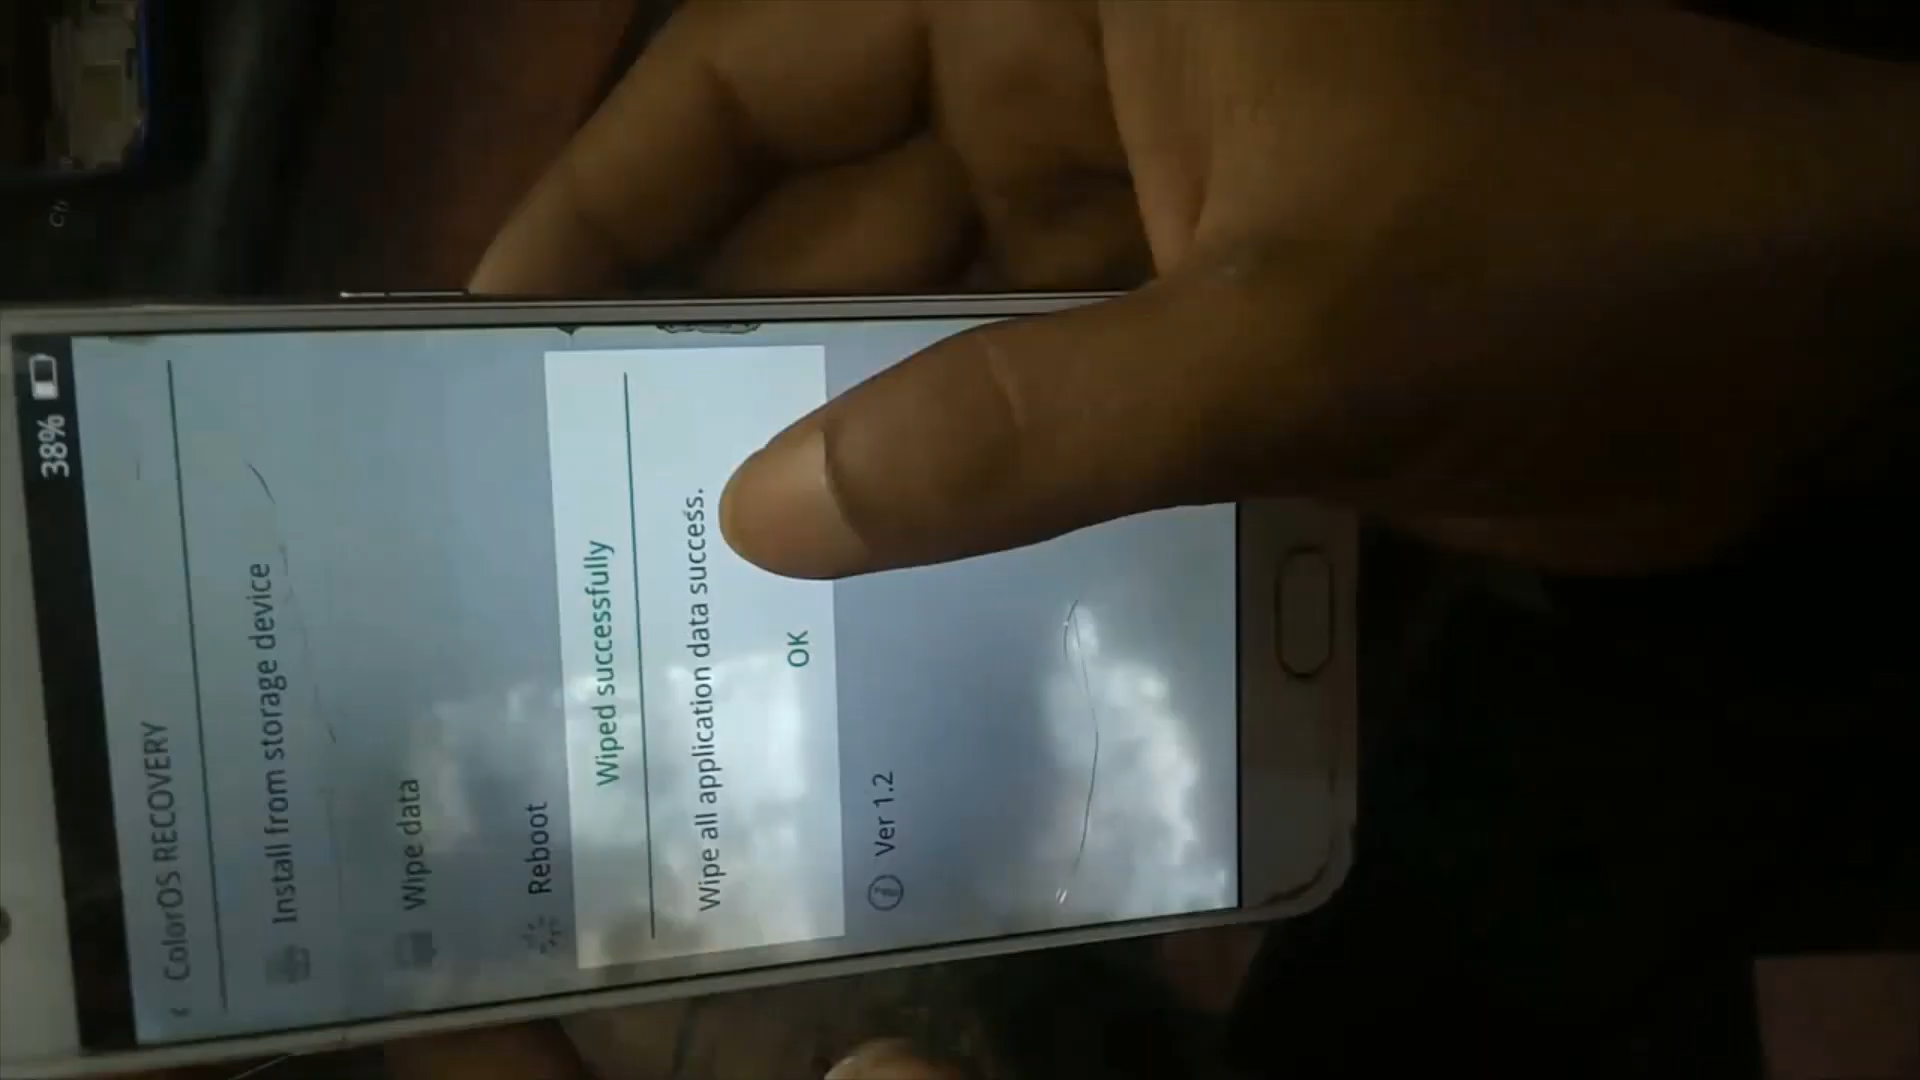 38%
ColorOS RECOVERY
Install from storage device
Wipe data
Reboot
Wiped successfully
Wipe all application data success.
OK
Ver 1.2